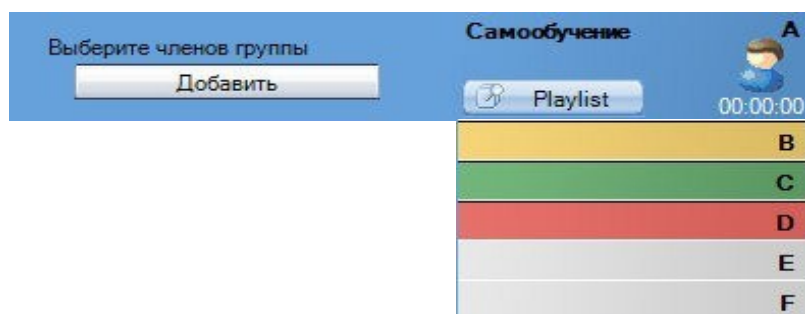 Выберите членов группы
Добавить
Самообучение A
Playlist
00:00:00
B
C
D
E
F